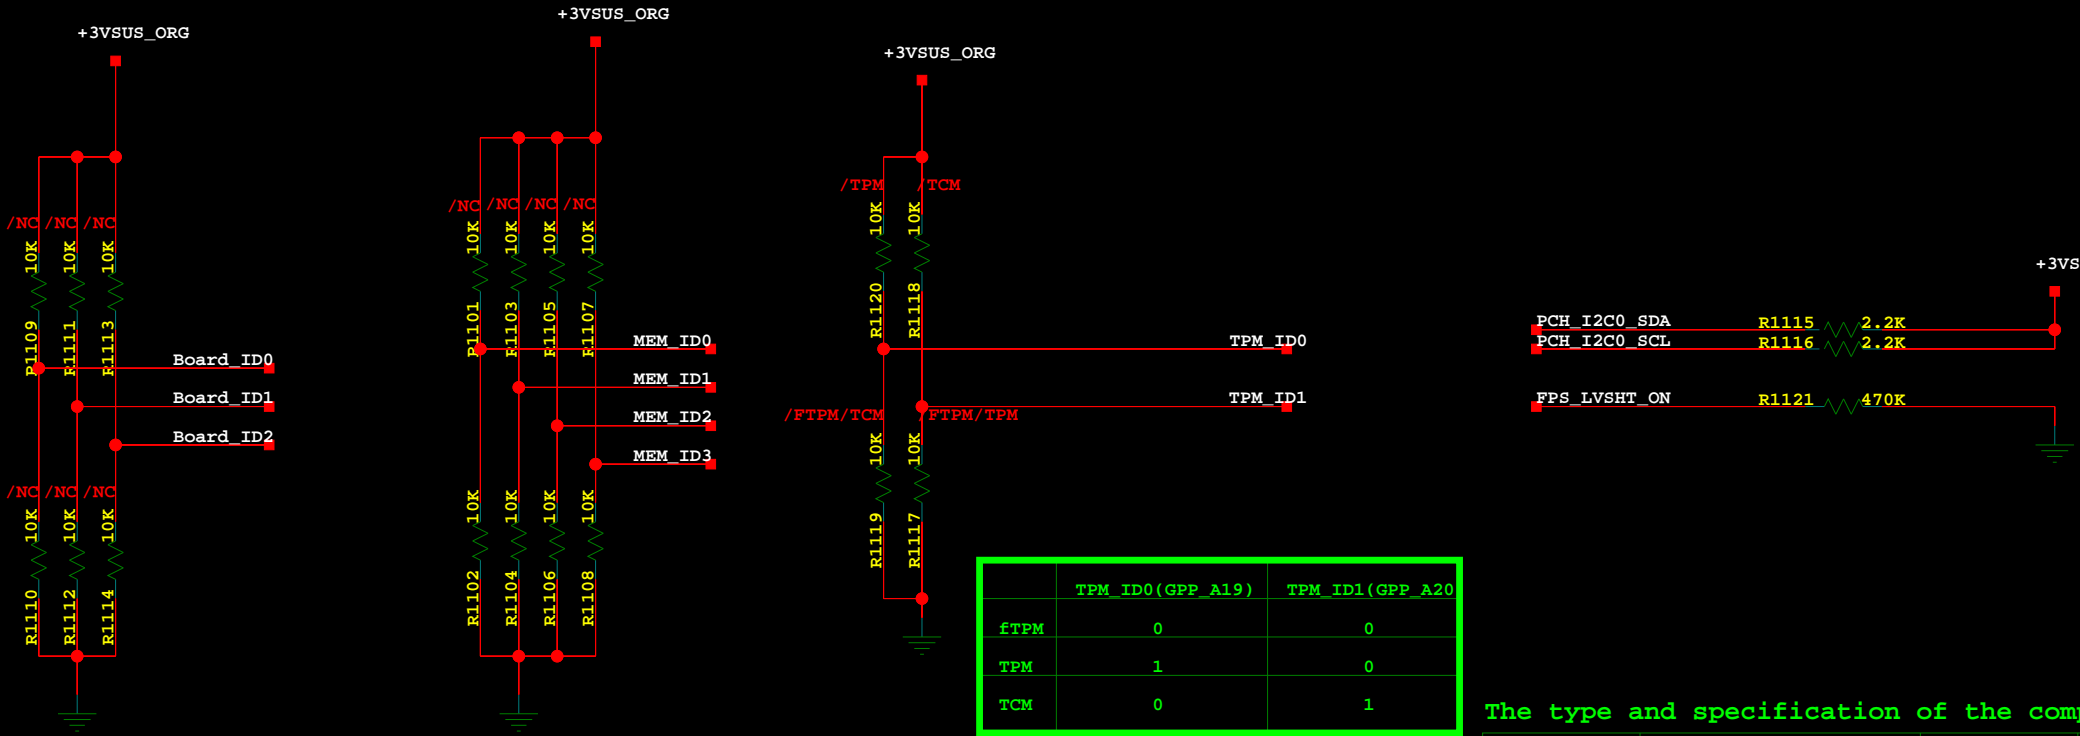 +3VSUS_ORG
/NC /NC /NC
10K 10K 10K
R1109 R1111 R1113
Board_ID0
Board_ID1
Board_ID2
/NC /NC /NC
10K 10K 10K
R1110 R1112 R1114
+3VSUS_ORG
/NC /NC /NC /NC
10K 10K 10K 10K
R1101 R1103 R1105 R1107
MEM_ID0
MEM_ID1
MEM_ID2
MEM_ID3
10K 10K 10K 10K
R1102 R1104 R1106 R1108
+3VSUS_ORG
/TPM /TCM
10K 10K
R1120 R1118
TPM_ID0
TPM_ID1
/FTPM/TCM /FTPM/TPM
10K 10K
R1119 R1117
+3VS
PCH_I2C0_SDA R1115 2.2K
PCH_I2C0_SCL R1116 2.2K
FPS_LVSHT_ON R1121 470K
TPM_ID0(GPP_A19) TPM_ID1(GPP_A20
fTPM 0 0
TPM 1 0
TCM 0 1
The type and specification of the com